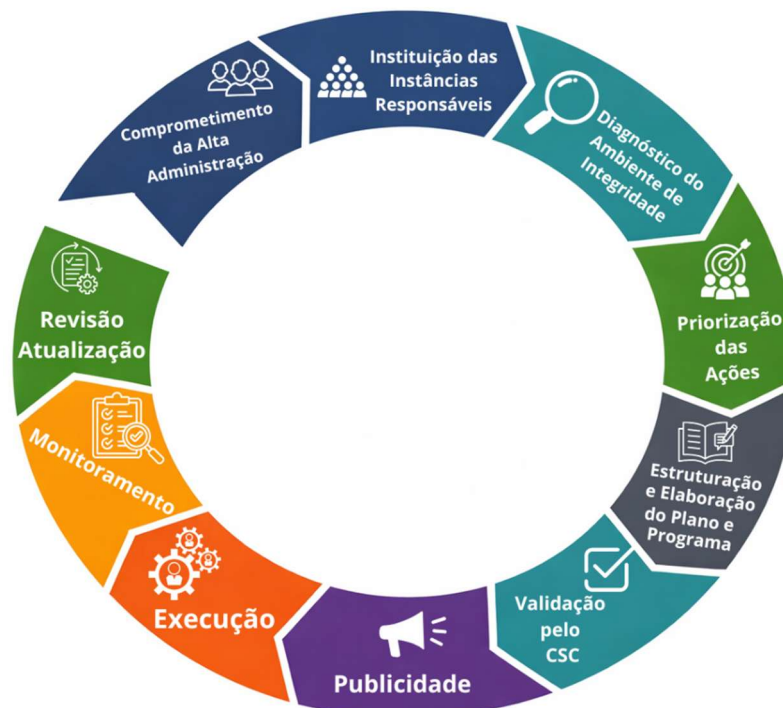 Comprometimento
da Alta
Administração
Instituição das
Instâncias
Responsáveis
Diagnóstico do
Ambiente de
Integridade
Priorização
das
Ações
Estruturação
e Elaboração
do Plano e
Programa
Validação
pelo
CSC
Publicidade
Execução
Monitoramento
Revisão
Atualização